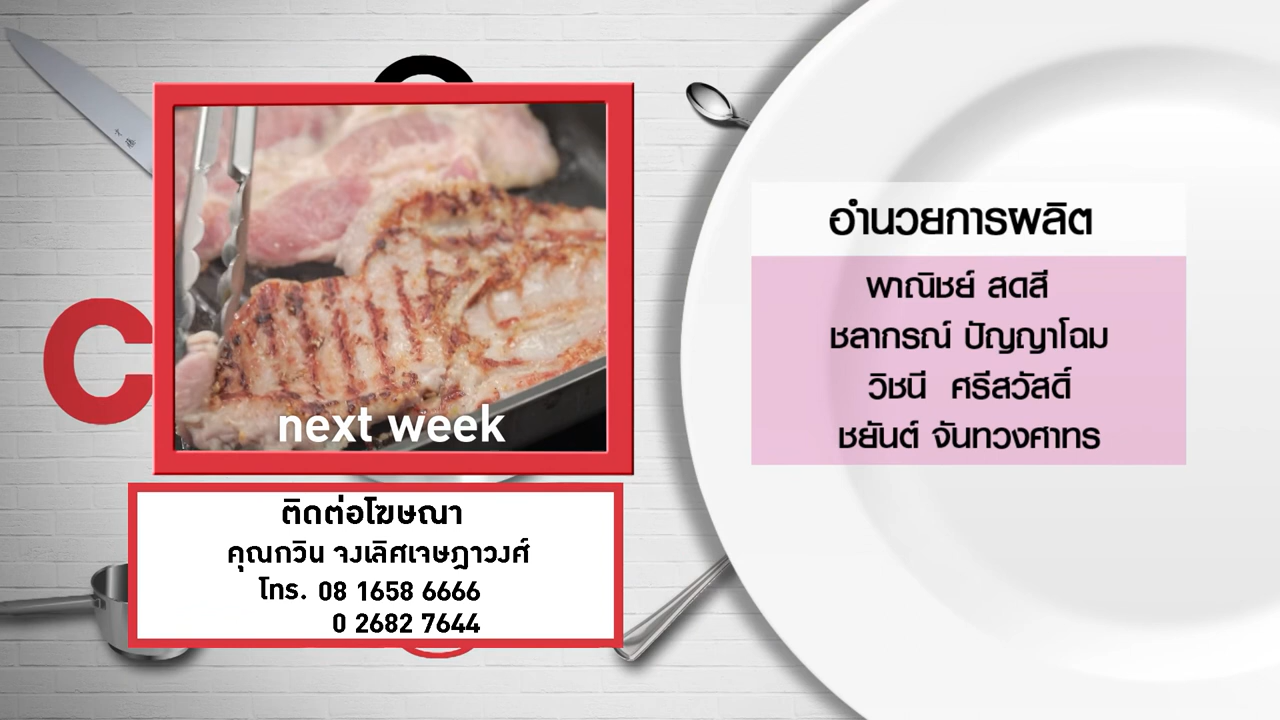 next week
ติดต่อโฆษณา
คุณกวิน จงเลิศเจษฎาวงศ์
โทร. 08 1658 6666
0 2682 7644
อำนวยการผลิต
พาณิชย์ สดสี
ชลากรณ์ ปัญญาโฉม
วิชนี ศรีสวัสดิ์
ชยันต์ จันทวงศาทร